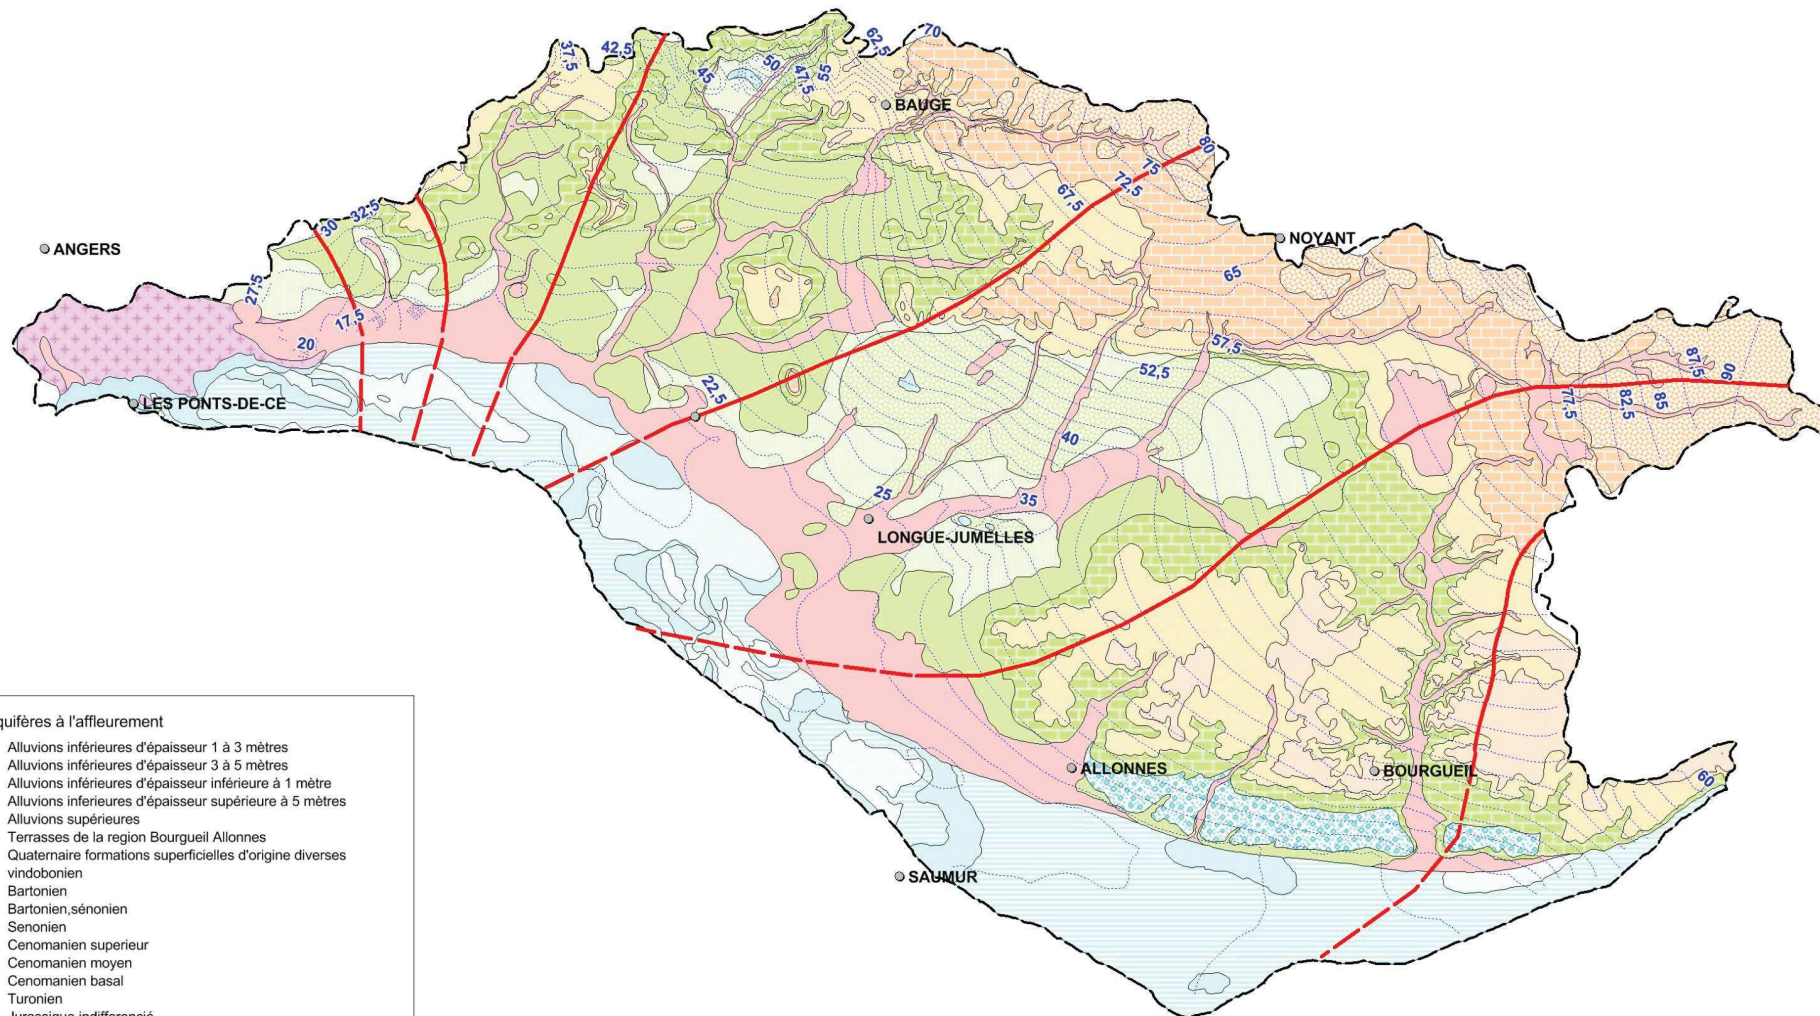 37,5
42,5
45
50
47,5
55
62,5
70
BAUGE
80
75
72,5
67,5
30
32,5
ANGERS
NOYANT
27,5
17,5
20
65
57,5
52,5
87,5
90
77,5
82,5
85
LES PONTS-DE-CE
22,5
40
25
35
LONGUE-JUMELLES
ALLONNES
BOURGUEIL
60
SAUMUR
quifères à l'affleurement
Alluvions inférieures d'épaisseur 1 à 3 mètres
Alluvions inférieures d'épaisseur 3 à 5 mètres
Alluvions inférieures d'épaisseur inférieure à 1 mètre
Alluvions inferieures d'épaisseur supérieure à 5 mètres
Alluvions supérieures
Terrasses de la region Bourgueil Allonnes
Quaternaire formations superficielles d'origine diverses
vindobonien
Bartonien
Bartonien,sénonien
Senonien
Cenomanien superieur
Cenomanien moyen
Cenomanien basal
Turonien
Jurassique indifferencié